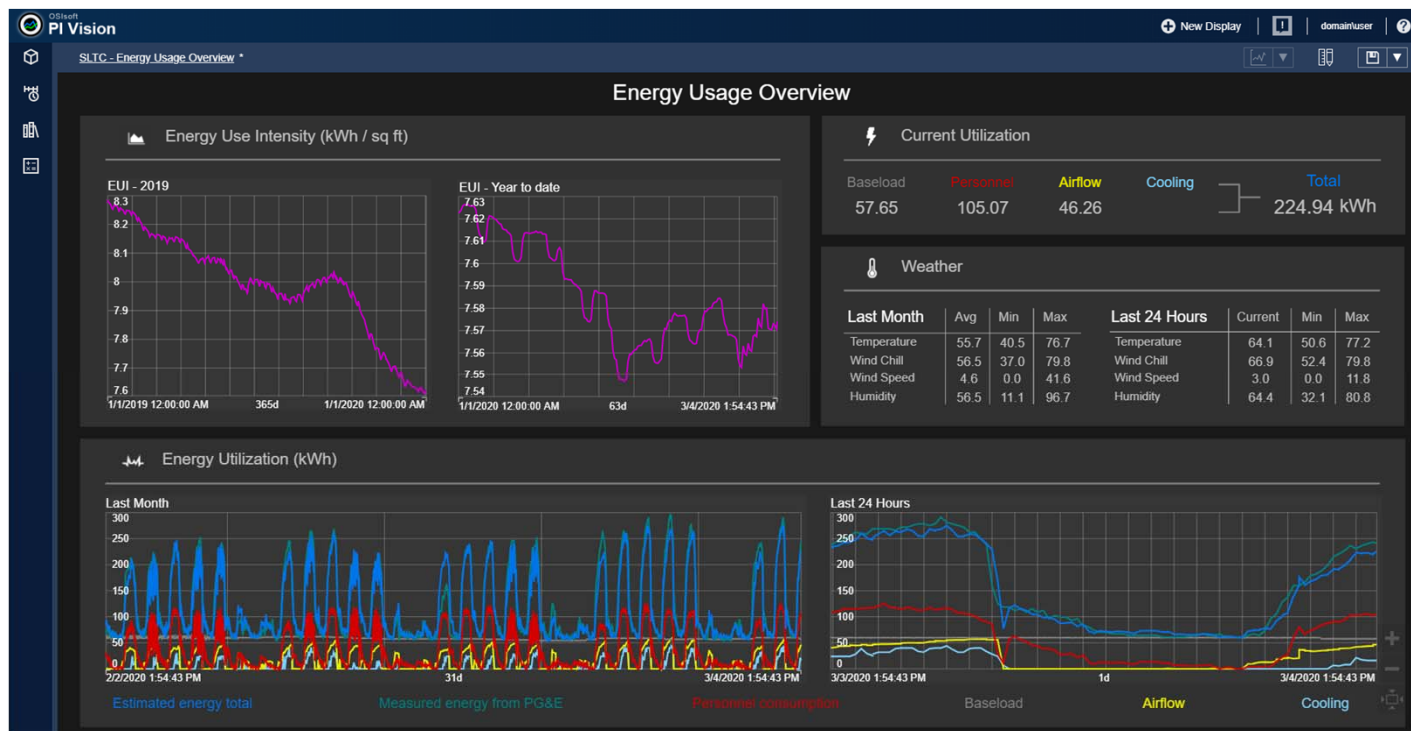 OSIsoft
PI Vision
New Display
domain\user
?
SLTC - Energy Usage Overview *
Energy Usage Overview
Energy Use Intensity (kWh / sq ft)
EUI - 2019
8.3
8.2
8.1
8
7.9
7.8
7.7
7.6
1/1/2019 12:00:00 AM 365d 1/1/2020 12:00:00 AM
EUI - Year to date
7.63
7.62
7.61
7.6
7.59
7.58
7.57
7.56
7.55
7.54
1/1/2020 12:00:00 AM 63d 3/4/2020 1:54:43 PM
Current Utilization
Baseload Personnel Airflow Cooling Total
57.65 105.07 46.26 224.94 kWh
Weather
Last Month Avg Min Max
Temperature 55.7 40.5 76.7
Wind Chill 56.5 37.0 79.8
Wind Speed 4.6 0.0 41.6
Humidity 56.5 11.1 96.7
Last 24 Hours Current Min Max
Temperature 64.1 50.6 77.2
Wind Chill 66.9 52.4 79.8
Wind Speed 3.0 0.0 11.8
Humidity 64.4 32.1 80.8
Energy Utilization (kWh)
Last Month
300
250
200
150
100
50
0
2/2/2020 1:54:43 PM 31d 3/4/2020 1:54:43 PM
Last 24 Hours
300
250
200
150
100
50
0
3/3/2020 1:54:43 PM 1d 3/4/2020 1:54:43 PM
Estimated energy total Measured energy from PG&E Personnel consumption Baseload Airflow Cooling